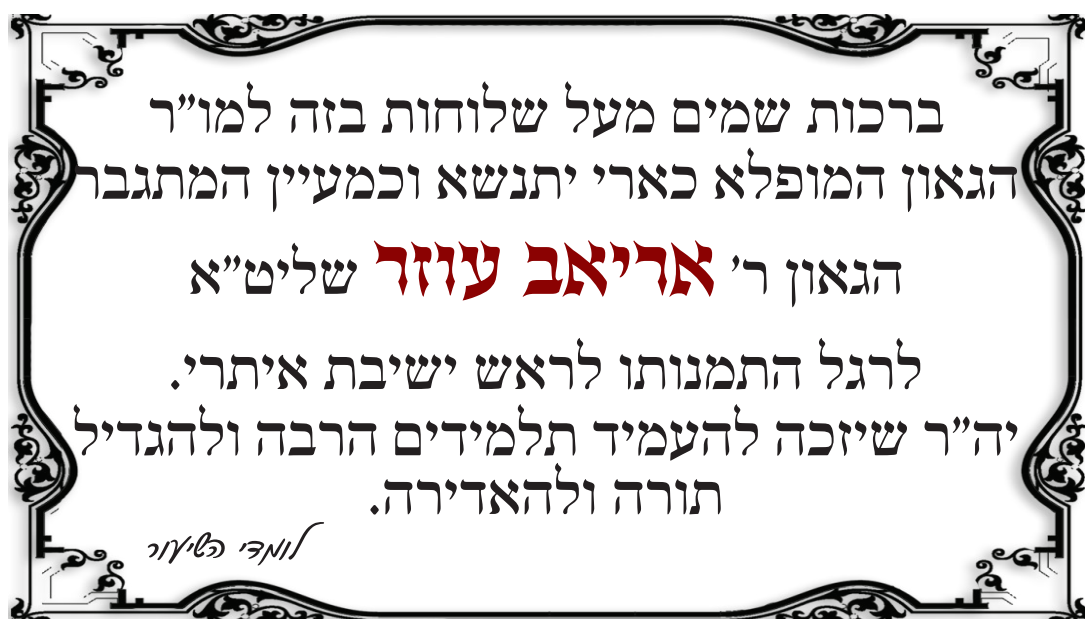 ברכות שמים מעל שלוחות בזה למו״ר
הגאון המופלא כארי יתנשא וכמעיין המתגבר
הגאון ר׳ אריאב עוזר שליט״א
לרגל התמנותו לראש ישיבת איתרי.
יה״ר שיזכה להעמיד תלמידים הרבה ולהגדיל
תורה ולהאדירה.
לומדי השיעור